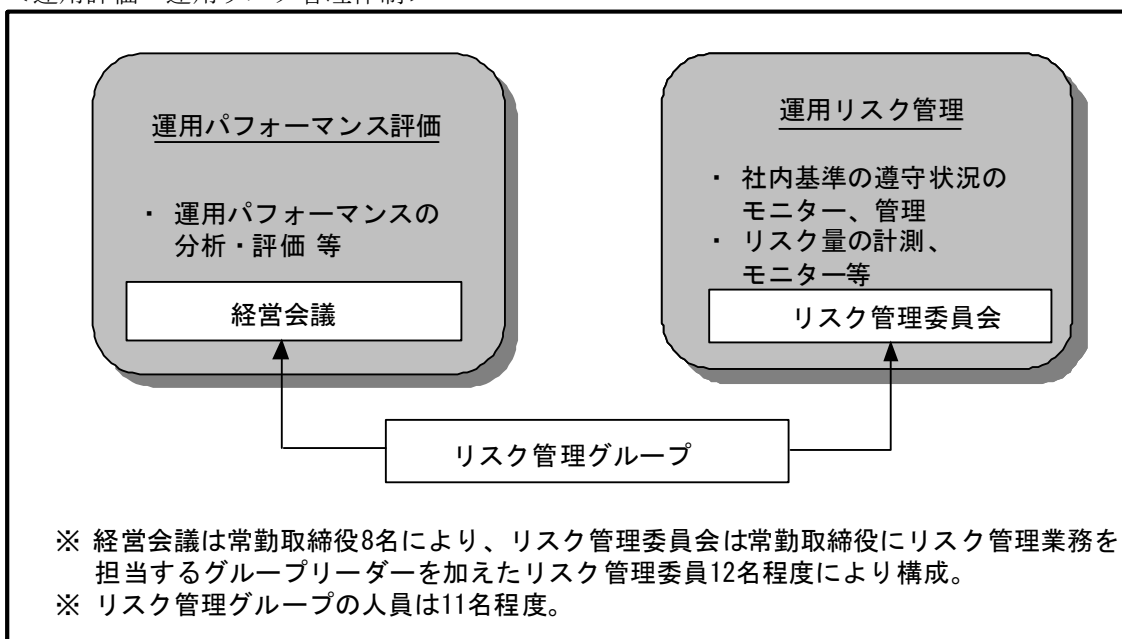 運用パフォーマンス評価
・ 運用パフォーマンスの
分析・評価 等
経営会議
運用リスク管理
・ 社内基準の遵守状況の
モニター、管理
・ リスク量の計測、
モニター等
リスク管理委員会
リスク管理グループ
※ 経営会議は常勤取締役8名により、リスク管理委員会は常勤取締役にリスク管理業務を
担当するグループリーダーを加えたリスク管理委員12名程度により構成。
※ リスク管理グループの人員は11名程度。